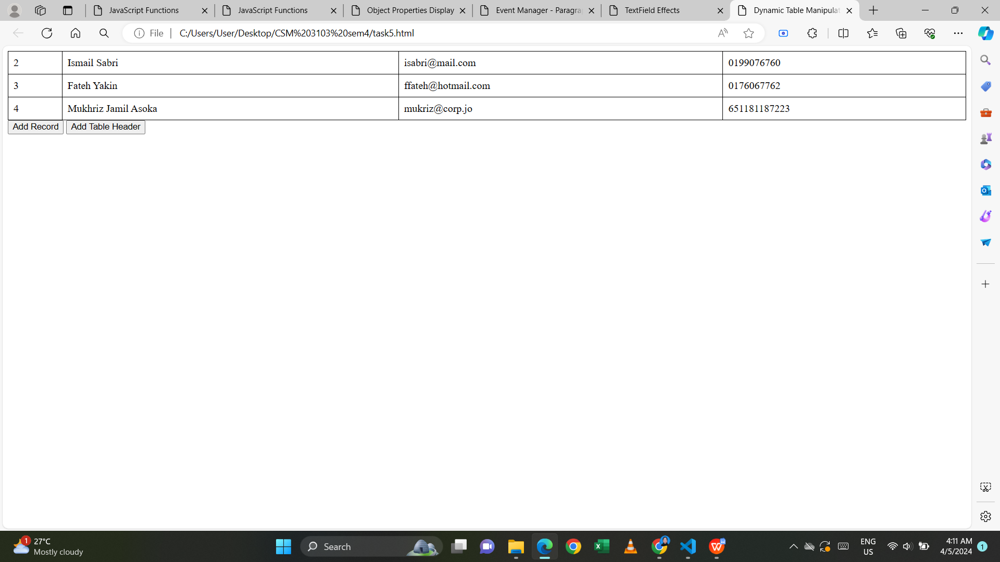 JavaScript Functions
JavaScript Functions
Object Properties Display
Event Manager - Paragra
TextField Effects
Dynamic Table Manipulat
File
C:/Users/User/Desktop/CSM%203103%20sem4/task5.html
2 Ismail Sabri isabri@mail.com 0199076760
3 Fateh Yakin ffateh@hotmail.com 0176067762
4 Mukhriz Jamil Asoka mukriz@corp.jo 651181187223
Add Record Add Table Header
1
27°C
Mostly cloudy
Search
ENG
US
4:11 AM
4/5/2024
1